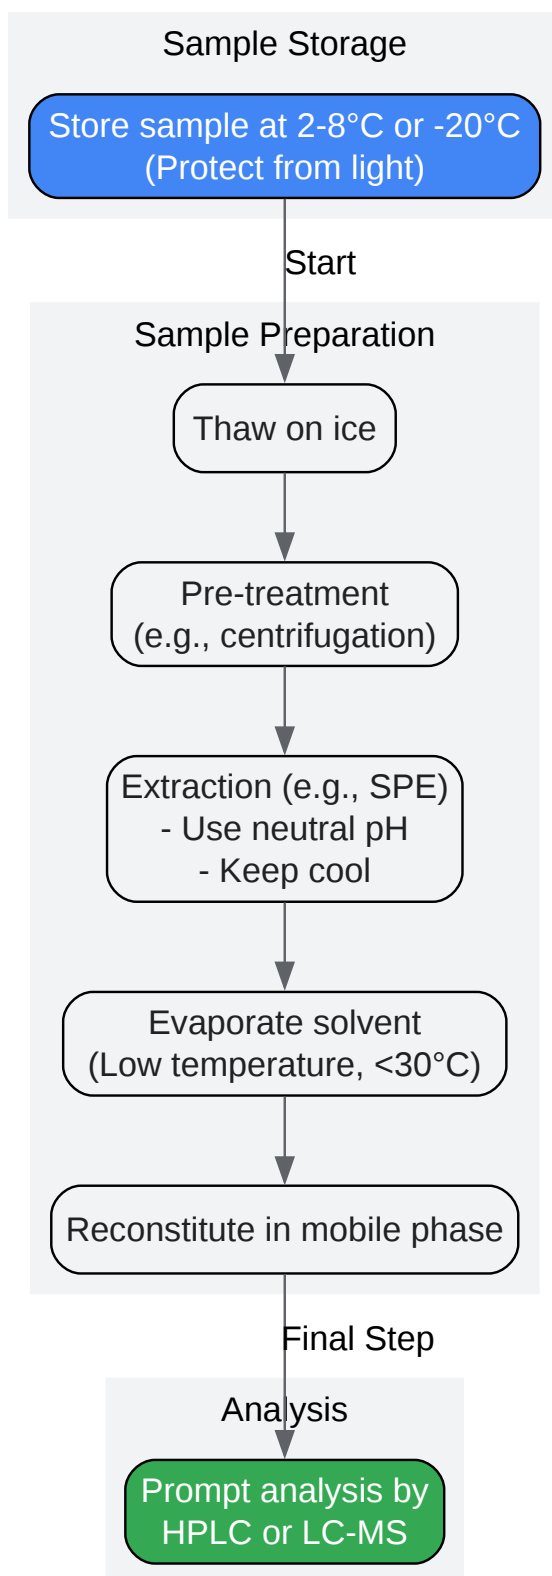 Sample Storage
Store sample at 2-8°C or -20°C
(Protect from light)
Start
Sample Preparation
Thaw on ice
Pre-treatment
(e.g., centrifugation)
Extraction (e.g., SPE)
- Use neutral pH
- Keep cool
Evaporate solvent
(Low temperature, <30°C)
Reconstitute in mobile phase
Final Step
Analysis
Prompt analysis by
HPLC or LC-MS